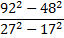 92² − 48²
27² − 17²